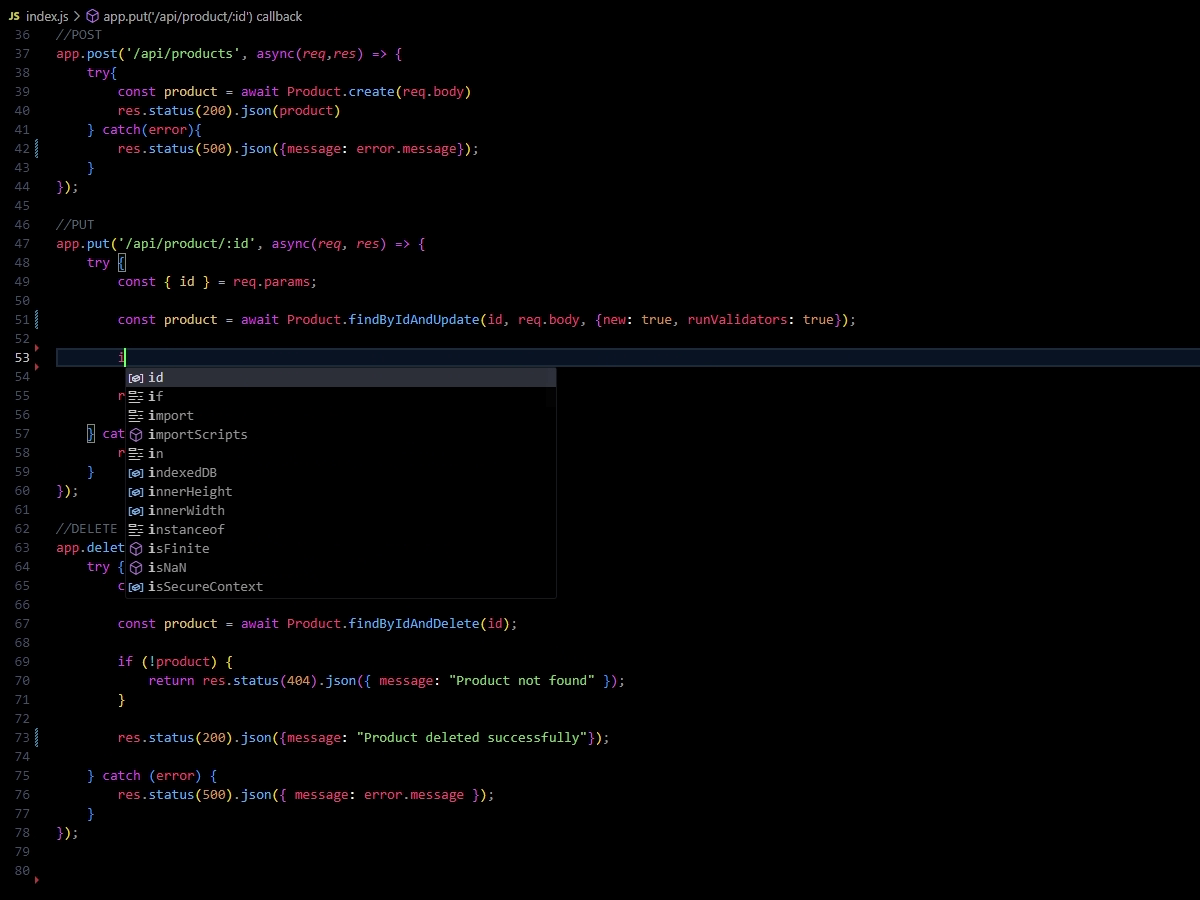 JS index.js > app.put('/api/product/:id') callback
36 //POST
37 app.post('/api/products', async(req,res) => {
38 try{
39 const product = await Product.create(req.body)
40 res.status(200).json(product)
41 } catch(error){
42 res.status(500).json({message: error.message});
43 }
44 });
45
46 //PUT
47 app.put('/api/product/:id', async(req, res) => {
48 try {
49 const { id } = req.params;
50
51 const product = await Product.findByIdAndUpdate(id, req.body, {new: true, runValidators: true});
52
53 i
54 id
55 r if
56 import
57 } cat importScripts
58 r in
59 } indexedDB
60 }); innerHeight
61 innerWidth
62 //DELETE instanceof
63 app.delet isFinite
64 try { isNaN
65 c isSecureContext
66
67 const product = await Product.findByIdAndDelete(id);
68
69 if (!product) {
70 return res.status(404).json({ message: "Product not found" });
71 }
72
73 res.status(200).json({message: "Product deleted successfully"});
74
75 } catch (error) {
76 res.status(500).json({ message: error.message });
77 }
78 });
79
80